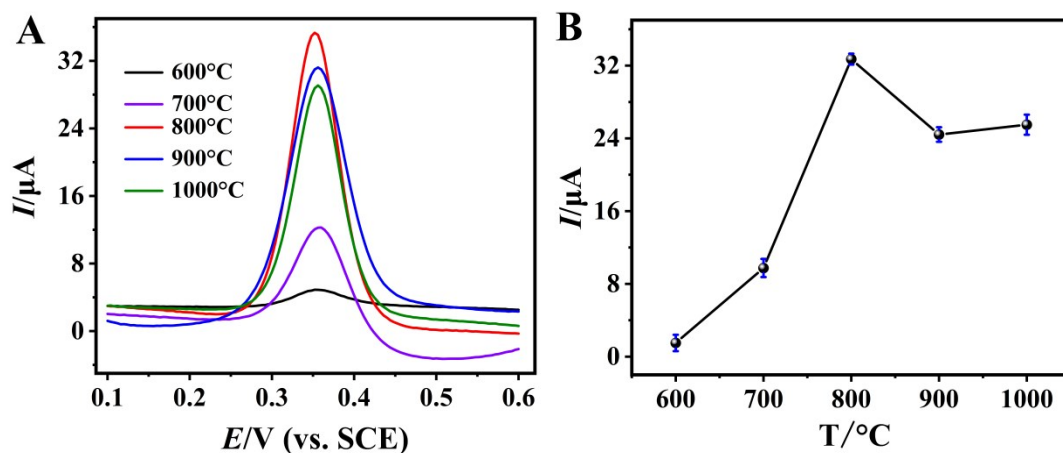 A
600°C
700°C
800°C
900°C
1000°C
32
24
16
8
0
I/μA
0.1 0.2 0.3 0.4 0.5 0.6
E/V (vs. SCE)
B
32
24
16
8
0
I/μA
600 700 800 900 1000
T/°C